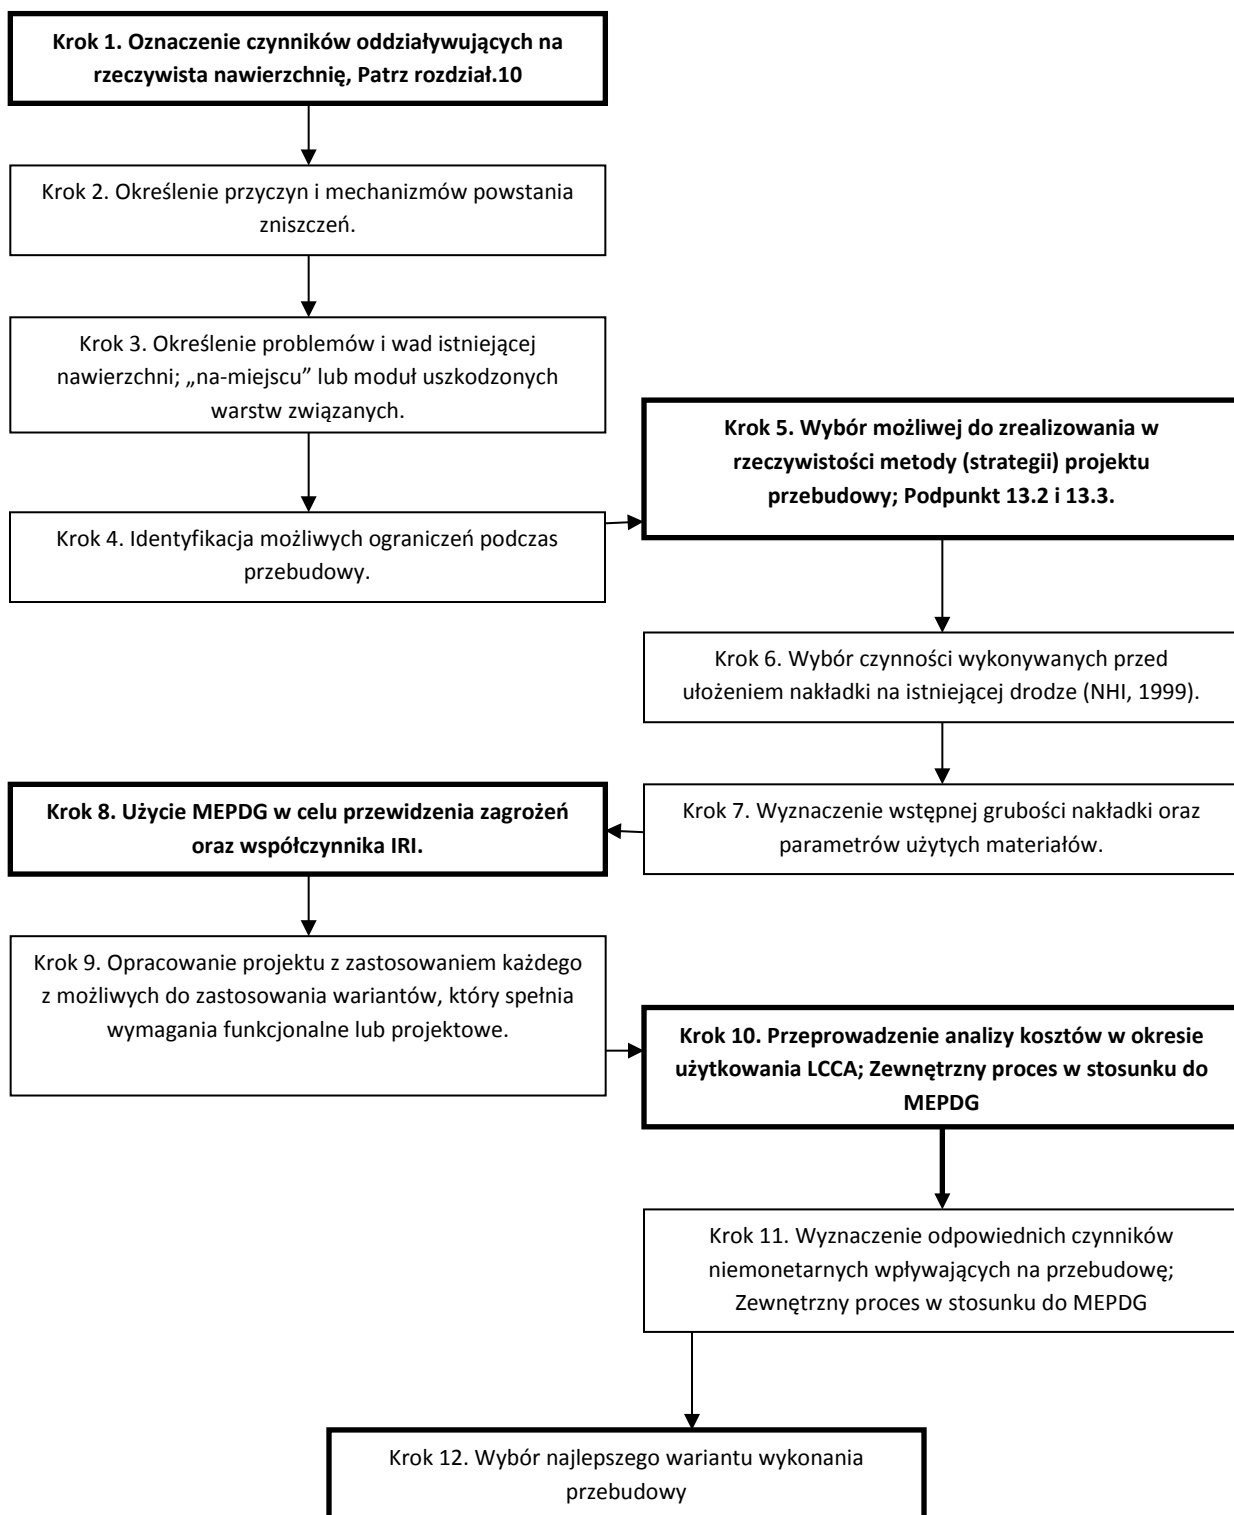 Krok 1. Oznaczenie czynników oddziaływujących na
rzeczywista nawierzchnię, Patrz rozdział.10
Krok 2. Określenie przyczyn i mechanizmów powstania
zniszczeń.
Krok 3. Określenie problemów i wad istniejącej
nawierzchni; „na-miejscu” lub moduł uszkodzonych
warstw związanych.
Krok 4. Identyfikacja możliwych ograniczeń podczas
przebudowy.
Krok 5. Wybór możliwej do zrealizowania w
rzeczywistości metody (strategii) projektu
przebudowy; Podpunkt 13.2 i 13.3.
Krok 6. Wybór czynności wykonywanych przed
ułożeniem nakładki na istniejącej drodze (NHI, 1999).
Krok 7. Wyznaczenie wstępnej grubości nakładki oraz
parametrów użytych materiałów.
Krok 8. Użycie MEPDG w celu przewidzenia zagrożeń
oraz współczynnika IRI.
Krok 9. Opracowanie projektu z zastosowaniem każdego
z możliwych do zastosowania wariantów, który spełnia
wymagania funkcjonalne lub projektowe.
Krok 10. Przeprowadzenie analizy kosztów w okresie
użytkowania LCCA; Zewnętrzny proces w stosunku do
MEPDG
Krok 11. Wyznaczenie odpowiednich czynników
niemonetarnych wpływających na przebudowę;
Zewnętrzny proces w stosunku do MEPDG
Krok 12. Wybór najlepszego wariantu wykonania
przebudowy